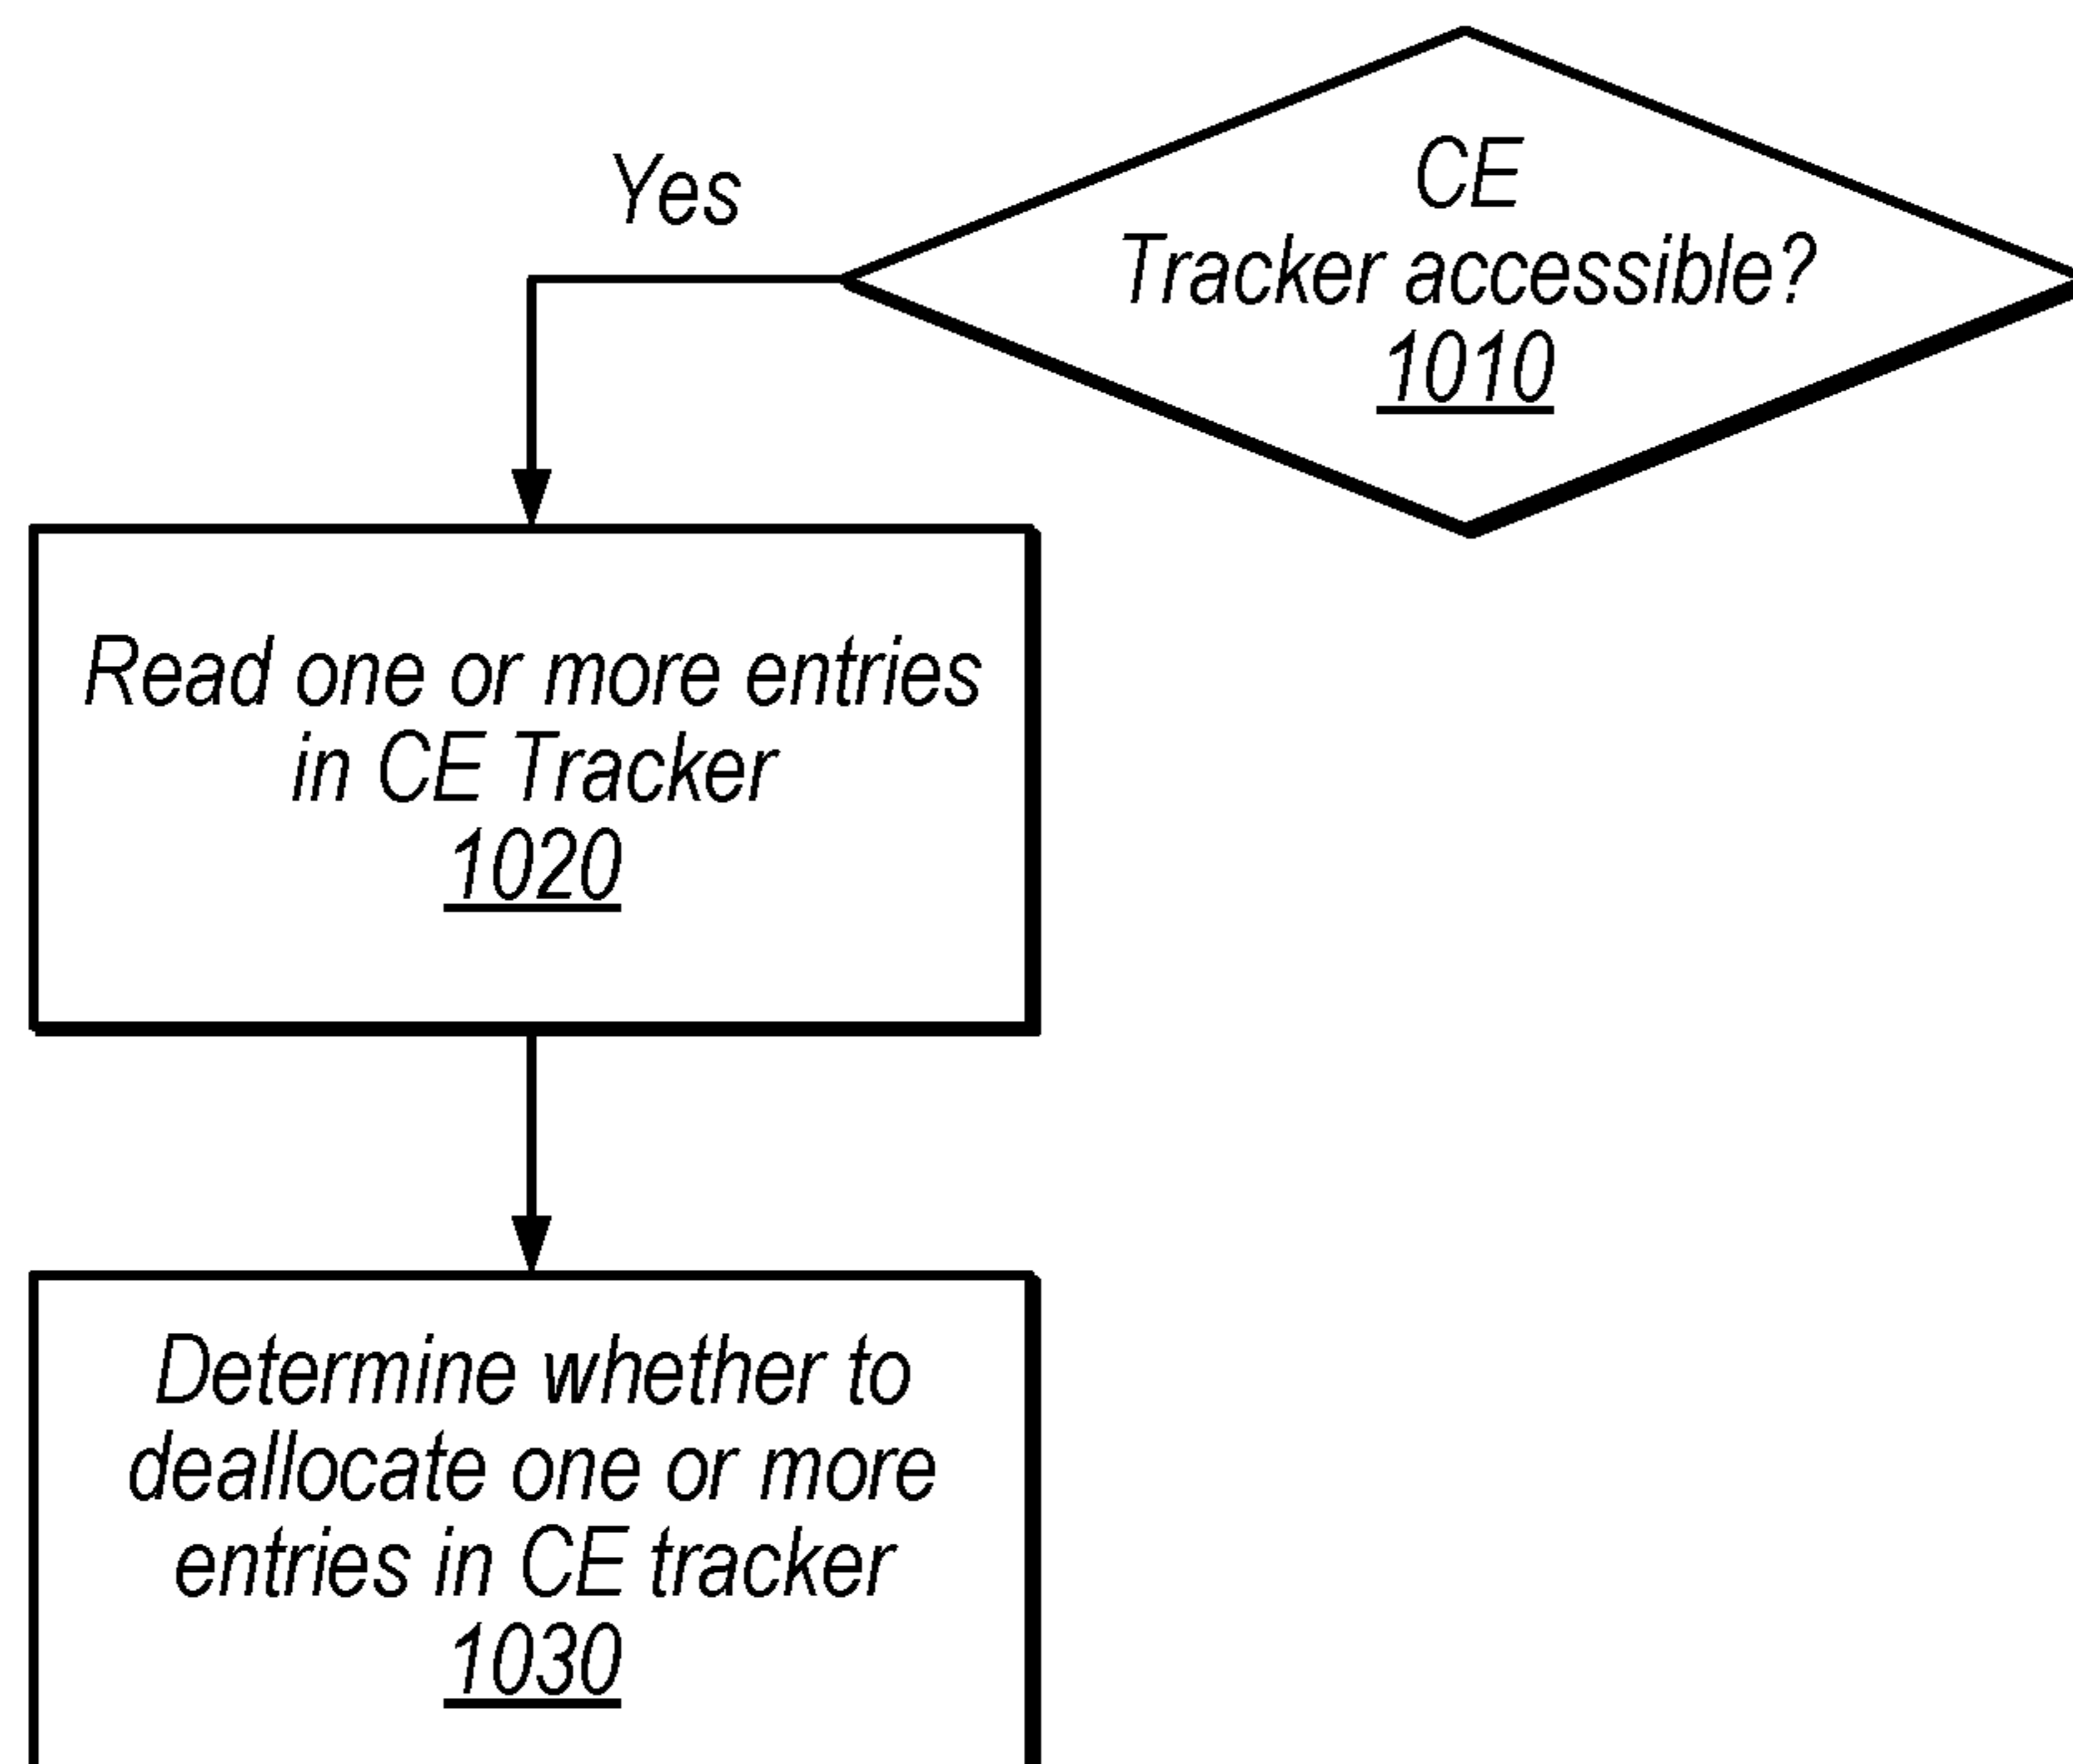 CE
Tracker accessible?
1010
Yes
Read one or more entries
in CE Tracker
1020
Determine whether to
deallocate one or more
entries in CE tracker
1030